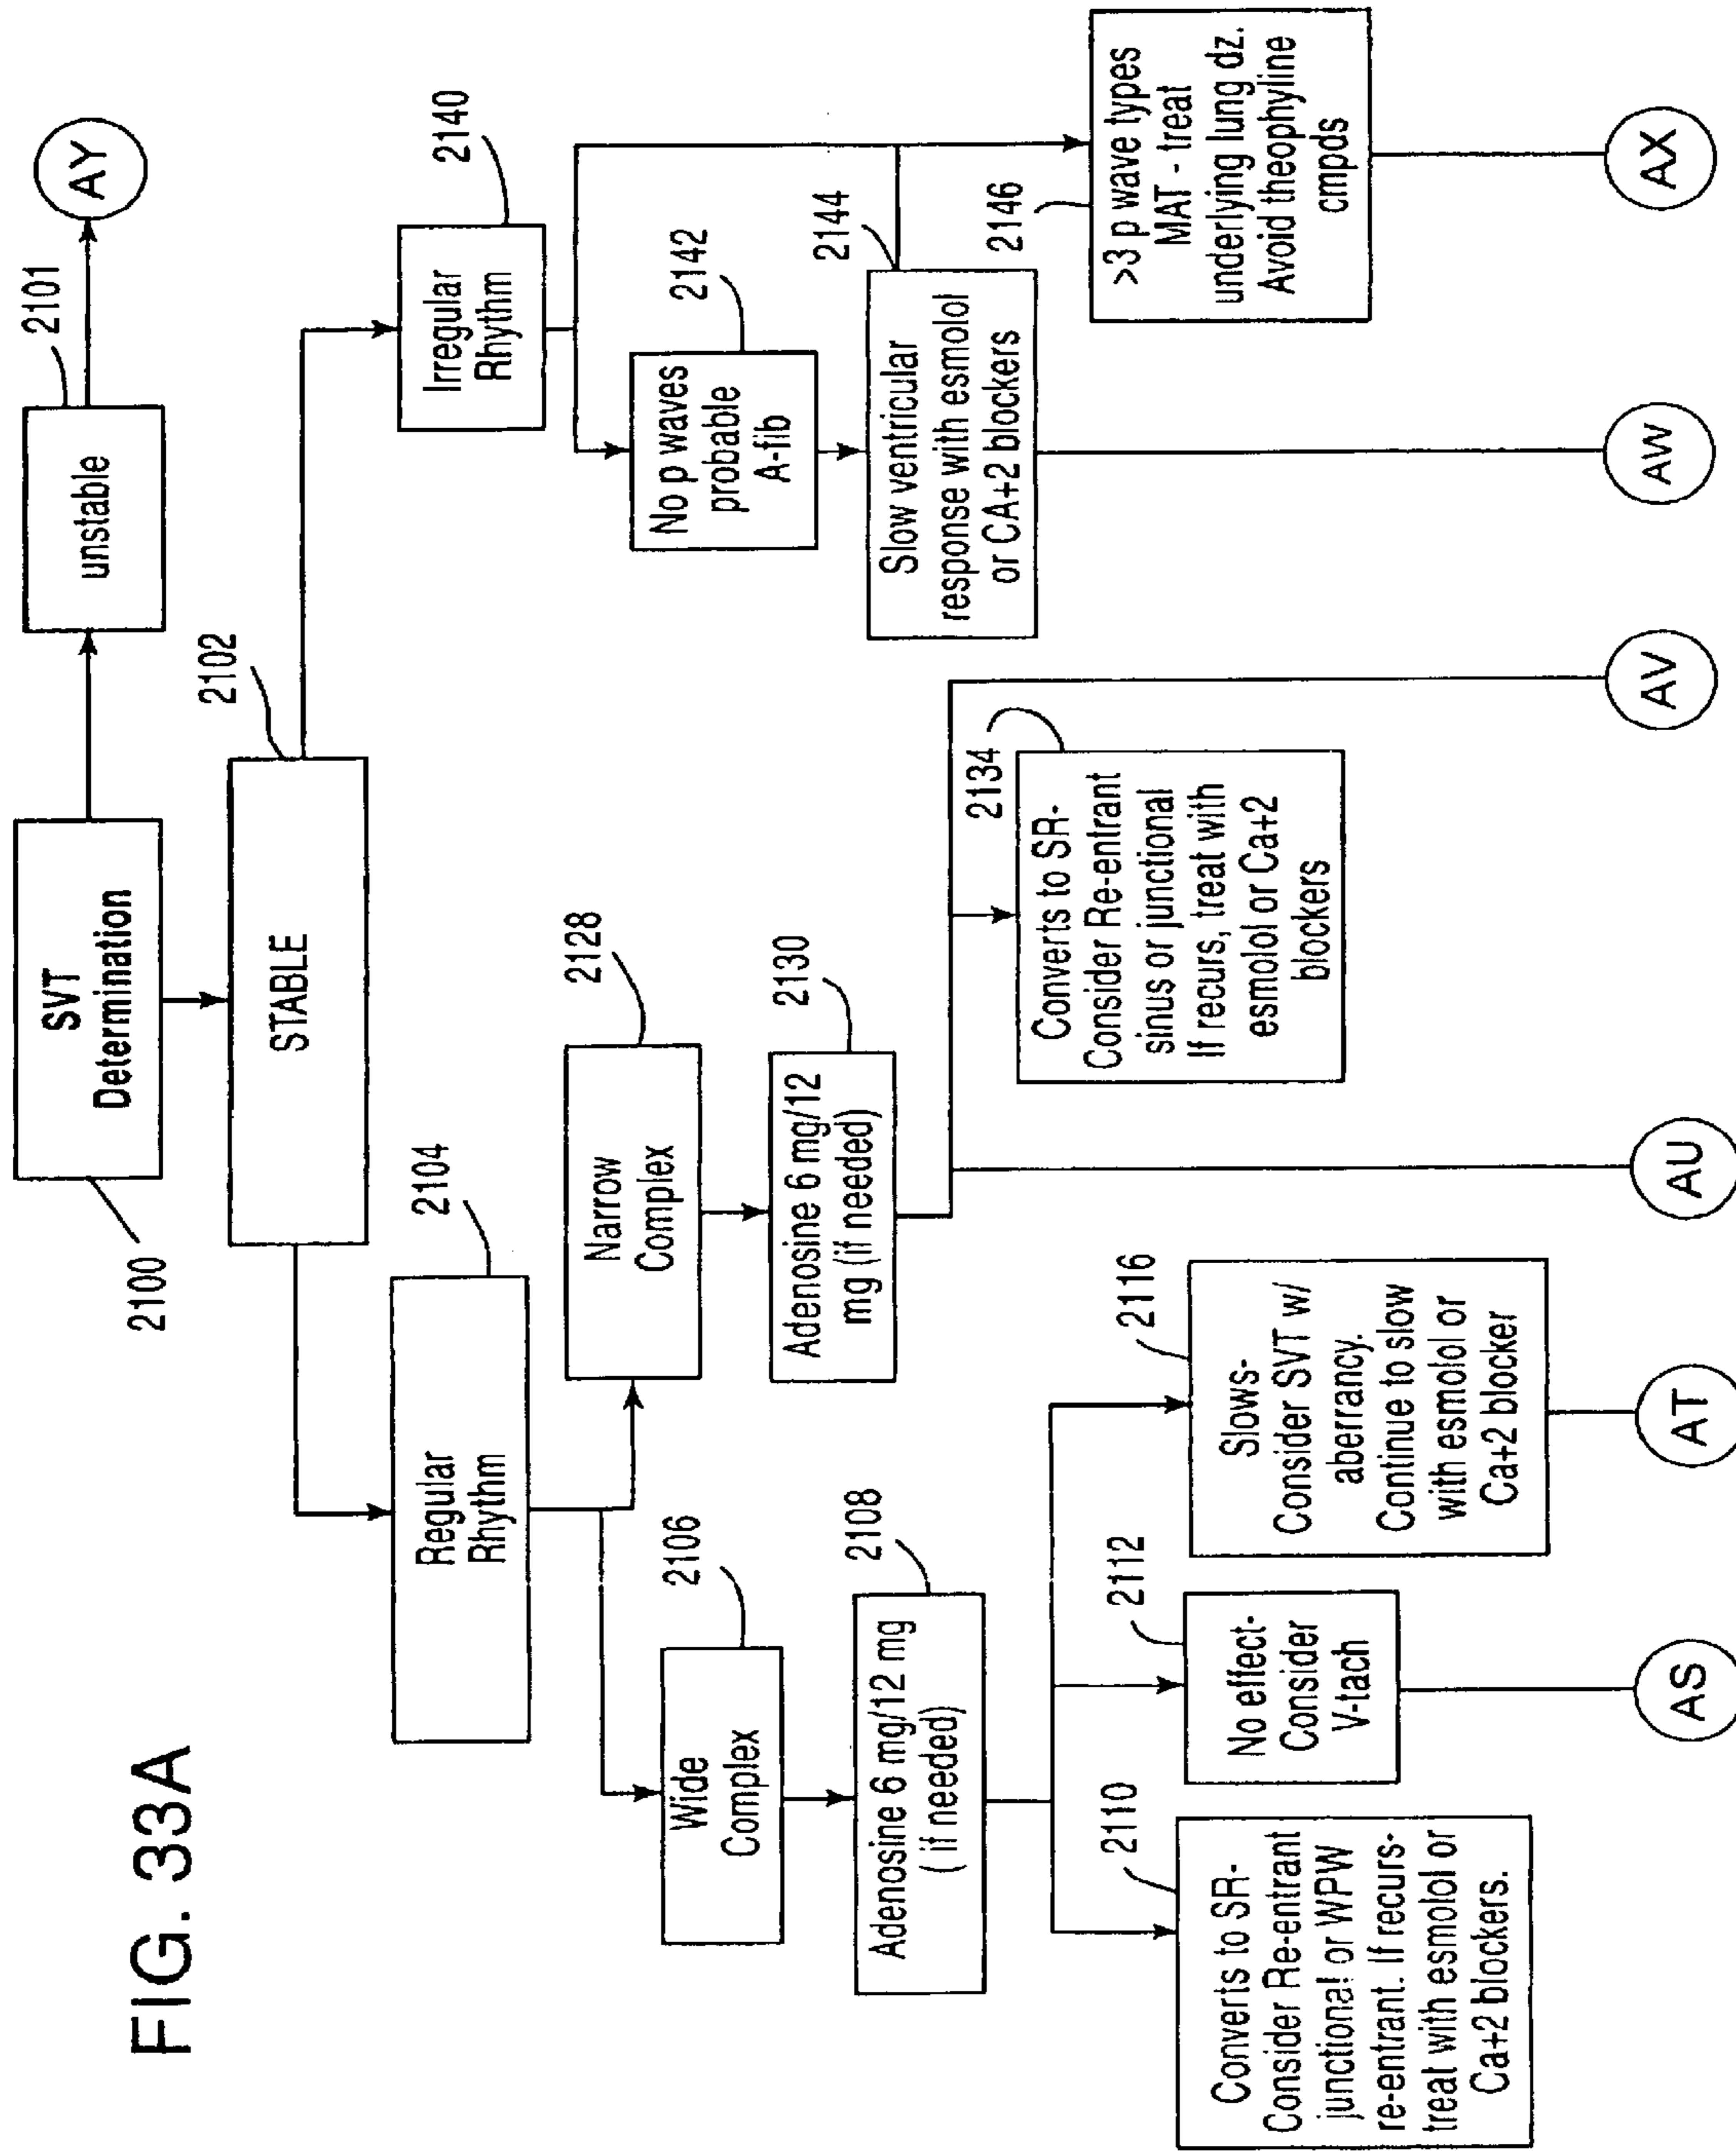 FIG. 33A
SVT
Determination
2100
unstable
2101
AY
STABLE
2102
Regular
Rhythm
2104
Irregular
Rhythm
2140
Wide
Complex
2106
Narrow
Complex
2128
No p waves
probable
A-fib
2142
Adenosine 6 mg/12 mg
( if needed)
2108
Adenosine 6 mg/12
mg (if needed)
2130
Slow ventricular
response with esmolol
or CA+2 blockers
2144
Converts to SR-
Consider Re-entrant
junctional or WPW
re-entrant. If recurs-
treat with esmolol or
Ca+2 blockers.
2110
No effect-
Consider
V-tach
2112
Slows-
Consider SVT w/
aberrancy.
Continue to slow
with esmolol or
Ca+2 blocker
2116
Converts to SR-
Consider Re-entrant
sinus or junctional
If recurs, treat with
esmolol or Ca+2
blockers
2134
>3 p wave types
MAT - treat
underlying lung dz.
Avoid theophyline
cmpds
2146
AS
AT
AU
AV
AW
AX